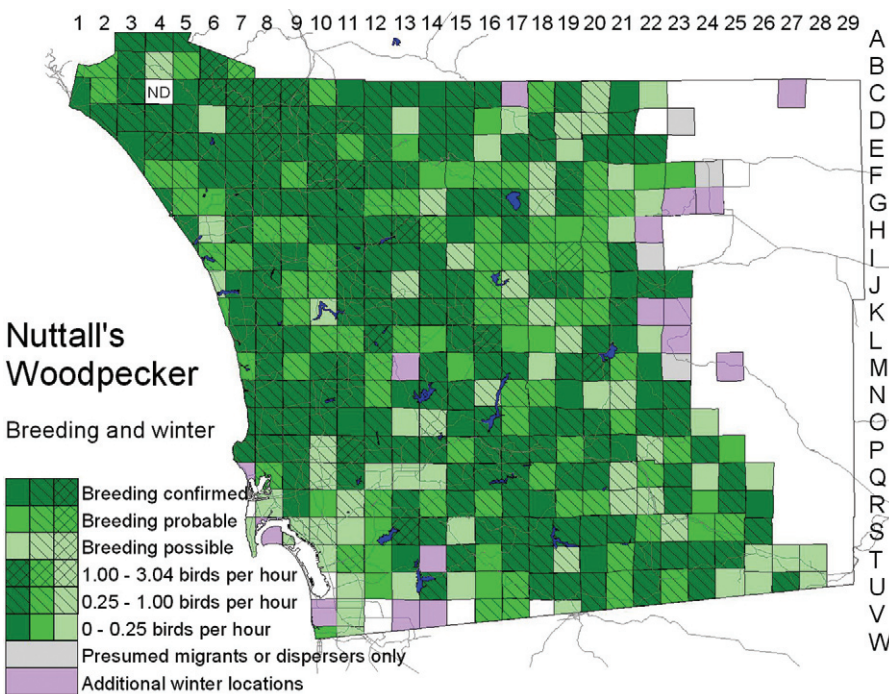 1 2 3 4 5 6 7 8 9 10 11 12 13 14 15 16 17 18 19 20 21 22 23 24 25 27 28 29
A
B
C
D
E
F
G
H
I
J
K
L
M
N
O
P
Q
R
S
T
U
V
W
ND
Nuttall's
Woodpecker
Breeding and winter
Breeding confirmed
Breeding probable
Breeding possible
1.00 - 3.04 birds per hour
0.25 - 1.00 birds per hour
0 - 0.25 birds per hour
Presumed migrants or dispersers only
Additional winter locations